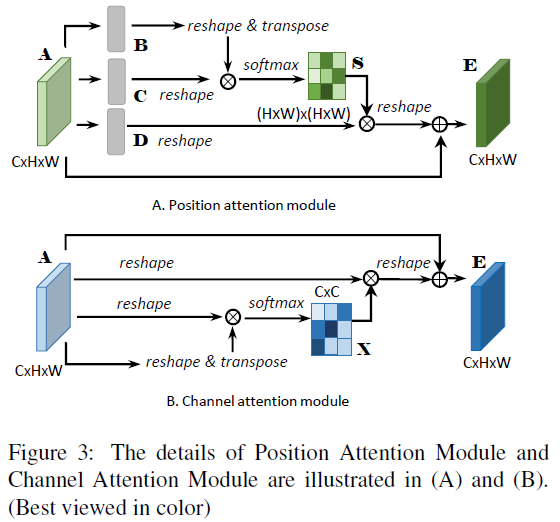 reshape & transpose
B
A
softmax
S
E
C reshape
(HxW)x(HxW)
reshape
D reshape
CxHxW
CxHxW
A. Position attention module
A
reshape
reshape
E
CxC
reshape
softmax
X
reshape & transpose
CxHxW
CxHxW
B. Channel attention module
Figure 3: The details of Position Attention Module and
Channel Attention Module are illustrated in (A) and (B).
(Best viewed in color)